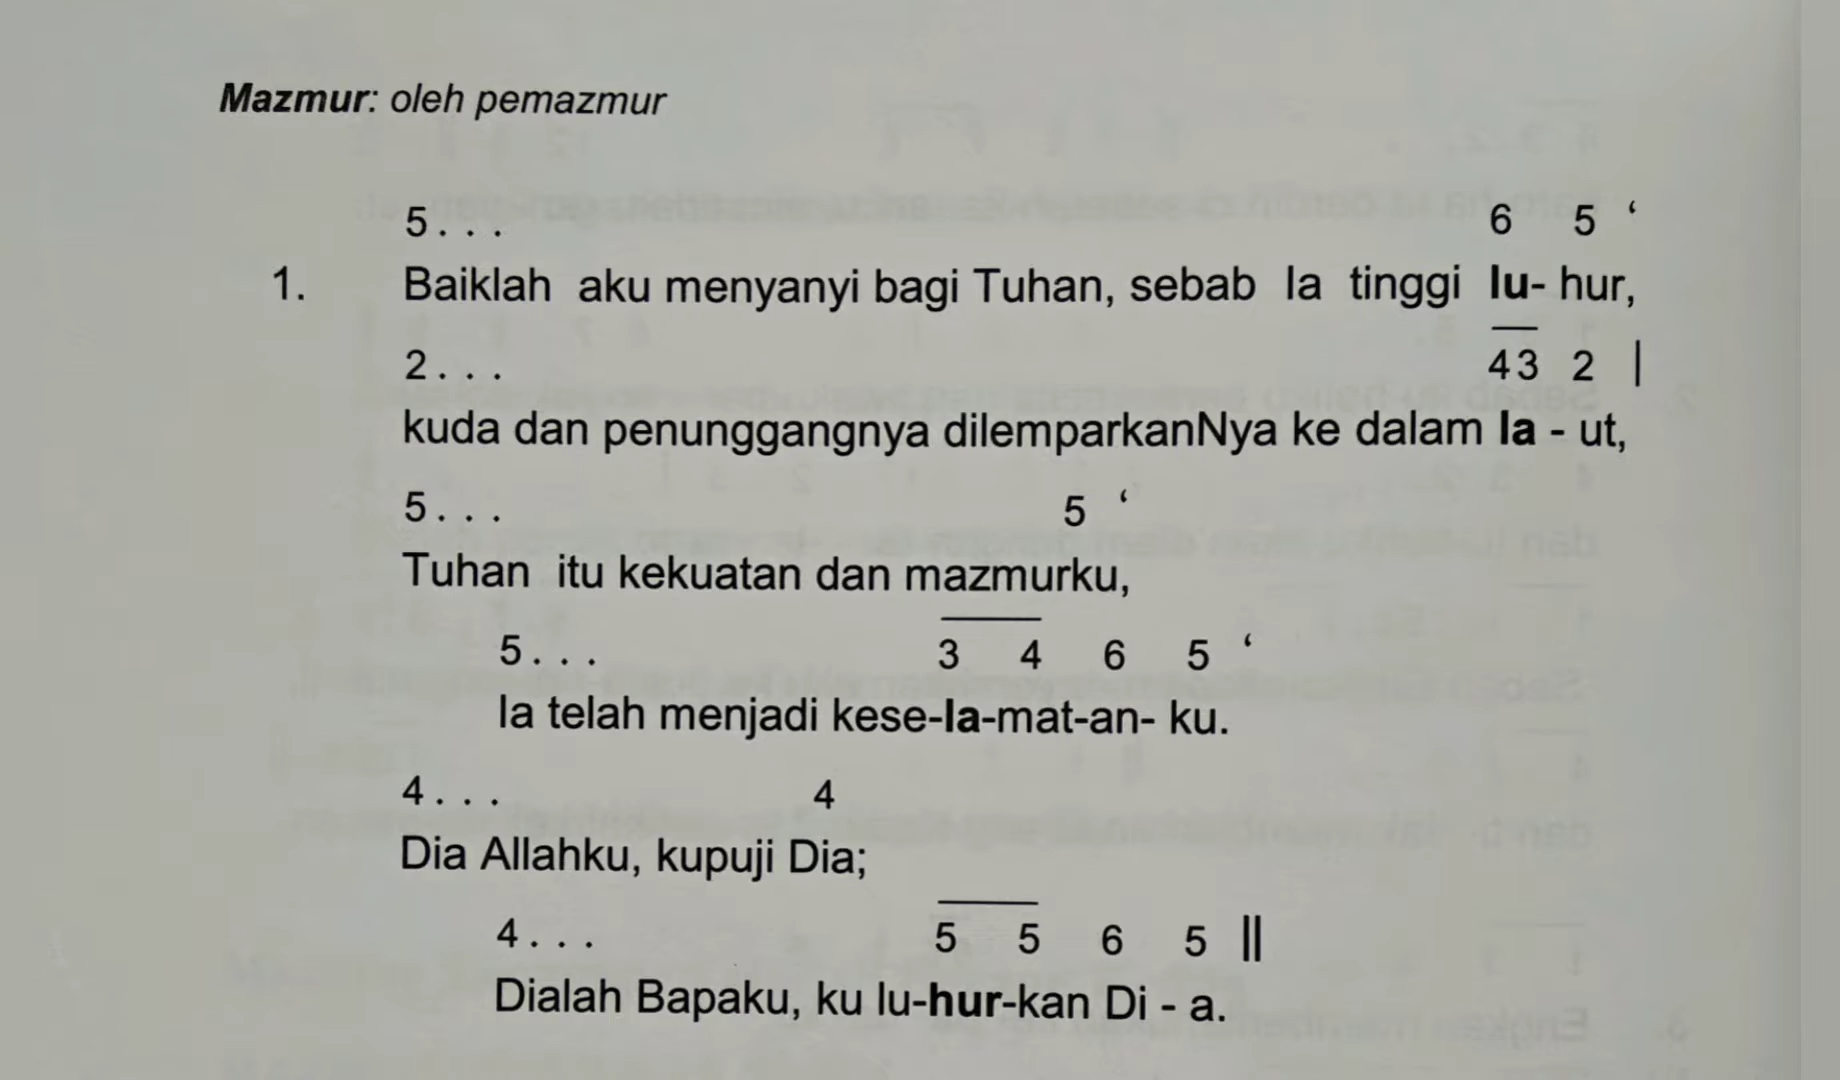 Mazmur: oleh pemazmur
5... 6 5 ‘
1. Baiklah aku menyanyi bagi Tuhan, sebab Ia tinggi lu- hur,
2... 43 2 |
kuda dan penunggangnya dilemparkanNya ke dalam la - ut,
5... 5 ‘
Tuhan itu kekuatan dan mazmurku,
5... 3 4 6 5 ‘
Ia telah menjadi kese-la-mat-an- ku.
4... 4
Dia Allahku, kupuji Dia;
4... 5 5 6 5 ||
Dialah Bapaku, ku lu-hur-kan Di - a.